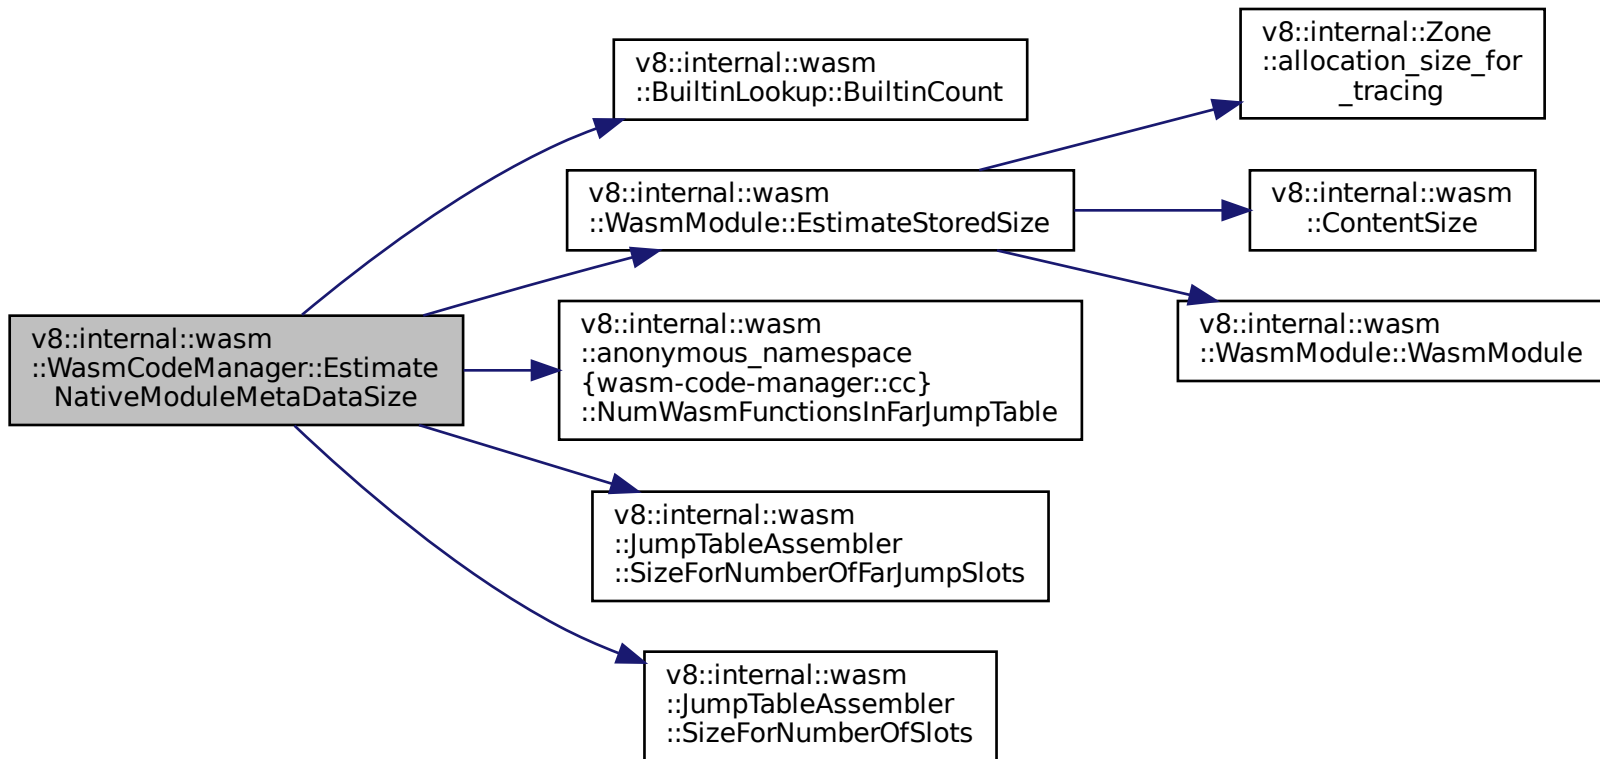 v8::internal::wasm
::WasmCodeManager::Estimate
NativeModuleMetaDataSize
v8::internal::wasm
::BuiltinLookup::BuiltinCount
v8::internal::wasm
::WasmModule::EstimateStoredSize
v8::internal::Zone
::allocation_size_for
_tracing
v8::internal::wasm
::ContentSize
v8::internal::wasm
::WasmModule::WasmModule
v8::internal::wasm
::anonymous_namespace
{wasm-code-manager::cc}
::NumWasmFunctionsInFarJumpTable
v8::internal::wasm
::JumpTableAssembler
::SizeForNumberOfFarJumpSlots
v8::internal::wasm
::JumpTableAssembler
::SizeForNumberOfSlots